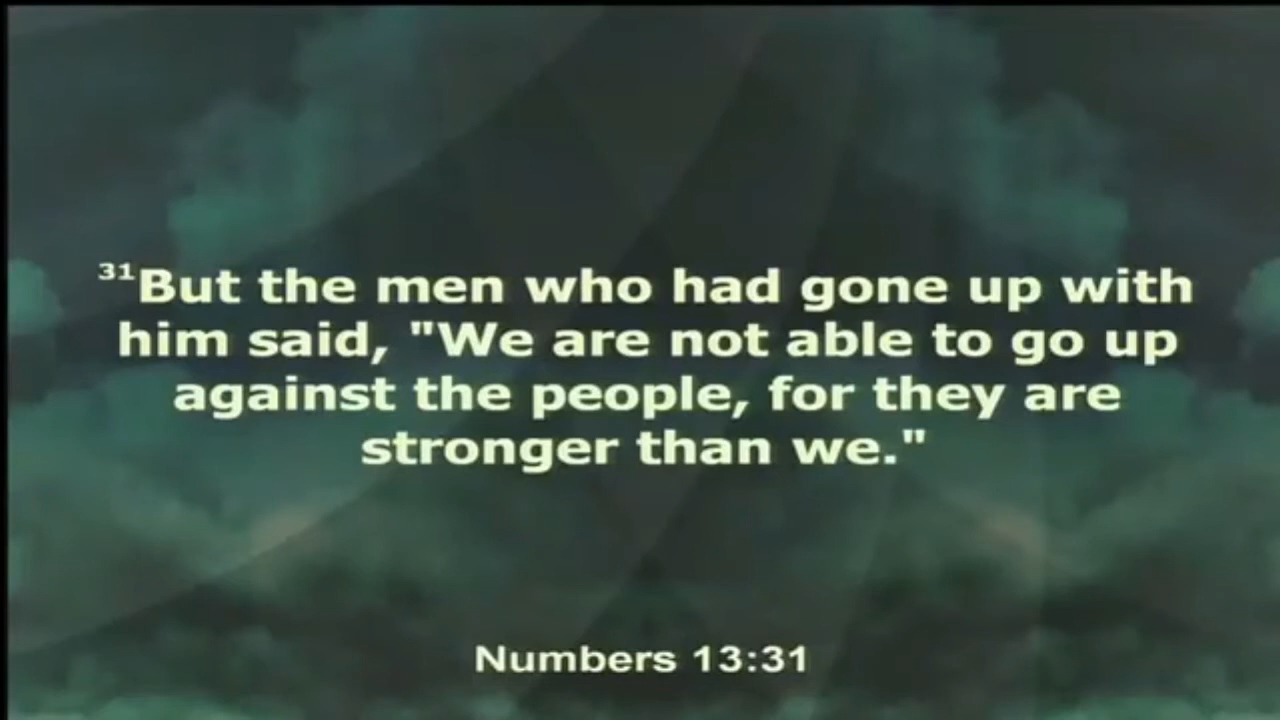 ³¹But the men who had gone up with
him said, "We are not able to go up
against the people, for they are
stronger than we."
Numbers 13:31